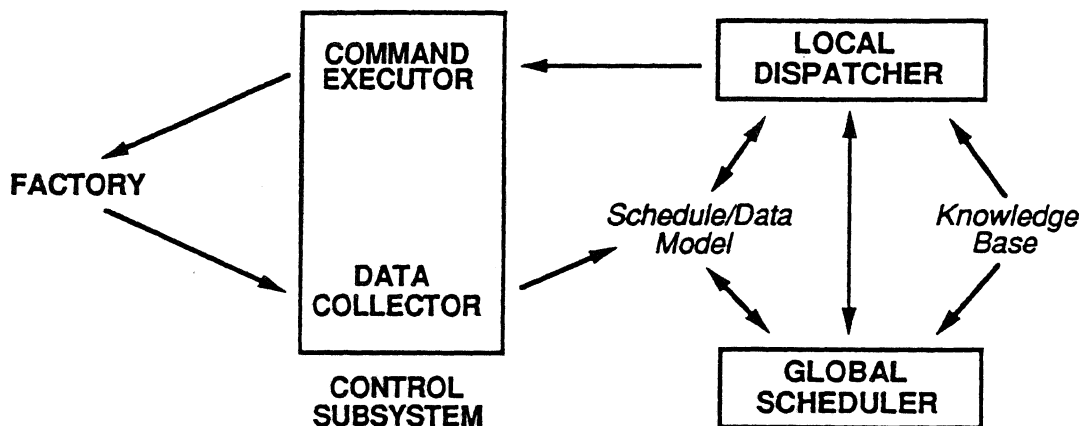 COMMAND
EXECUTOR
LOCAL
DISPATCHER
FACTORY
Schedule/Data
Model
Knowledge
Base
DATA
COLLECTOR
CONTROL
SUBSYSTEM
GLOBAL
SCHEDULER